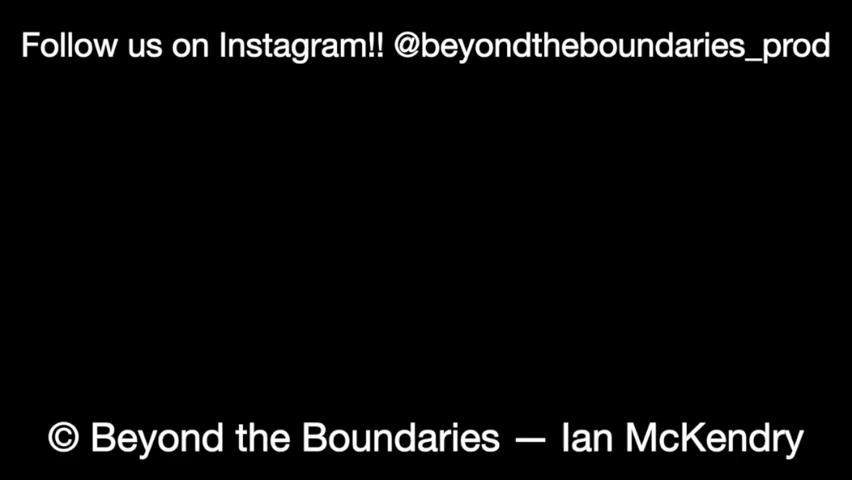 Follow us on Instagram!! @beyondtheboundaries_prod
© Beyond the Boundaries — Ian McKendry